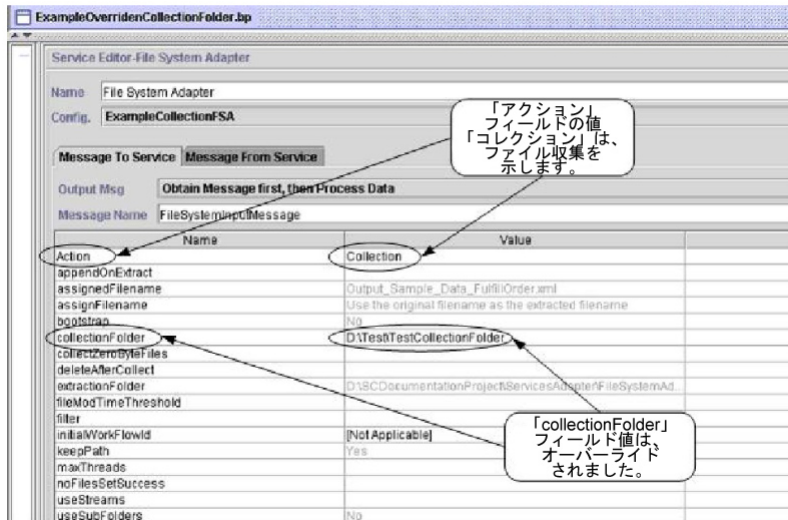 ExampleOverridenCollectionFolder.bp
Service Editor-File System Adapter
Name File System Adapter
Config. ExampleCollectionFSA
「アクション」
フィールドの値
「コレクション」は、
ファイル収集を
示します。
Message To Service Message From Service
Output Msg Obtain Message first, then Process Data
Message Name FileSystemInputMessage
Name Value
Action Collection
appendOnExtract
assignedFilename Output_Sample_Data_FulfillOrder.xml
assignFilename Use the original filename as the extracted filename
bootstrap No
collectionFolder D:\Test\TestCollectionFolder
collectZeroByteFiles
deleteAfterCollect
extractionFolder D:\SCDocumentationProject\ServicesAdapter\FileSystemAd...
fileModTimeThreshold
filter
initialWorkFlowId [Not Applicable]
keepPath Yes
maxThreads
noFilesSetSuccess
useStreams
useSubFolders No
「collectionFolder」
フィールド値は、
オーバーライド
されました。